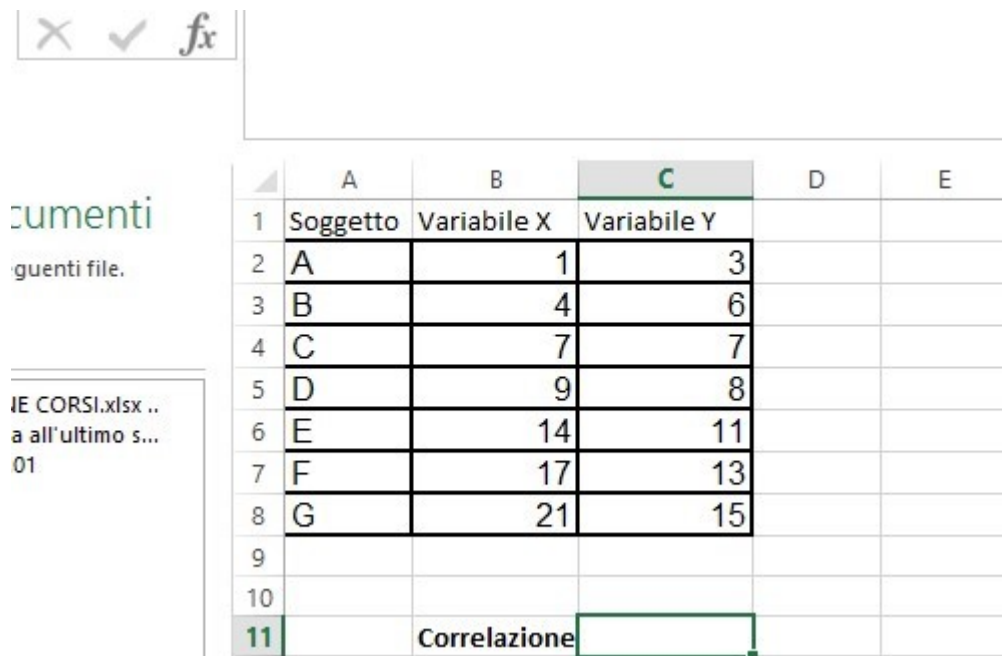 fx
A B C D E
cumenti
guenti file.
1 Soggetto Variabile X Variabile Y
2 A 1 3
3 B 4 6
4 C 7 7
5 D 9 8
6 E 14 11
7 F 17 13
8 G 21 15
9
10
11 Correlazione
IE CORSI.xlsx ..
a all'ultimo s...
01